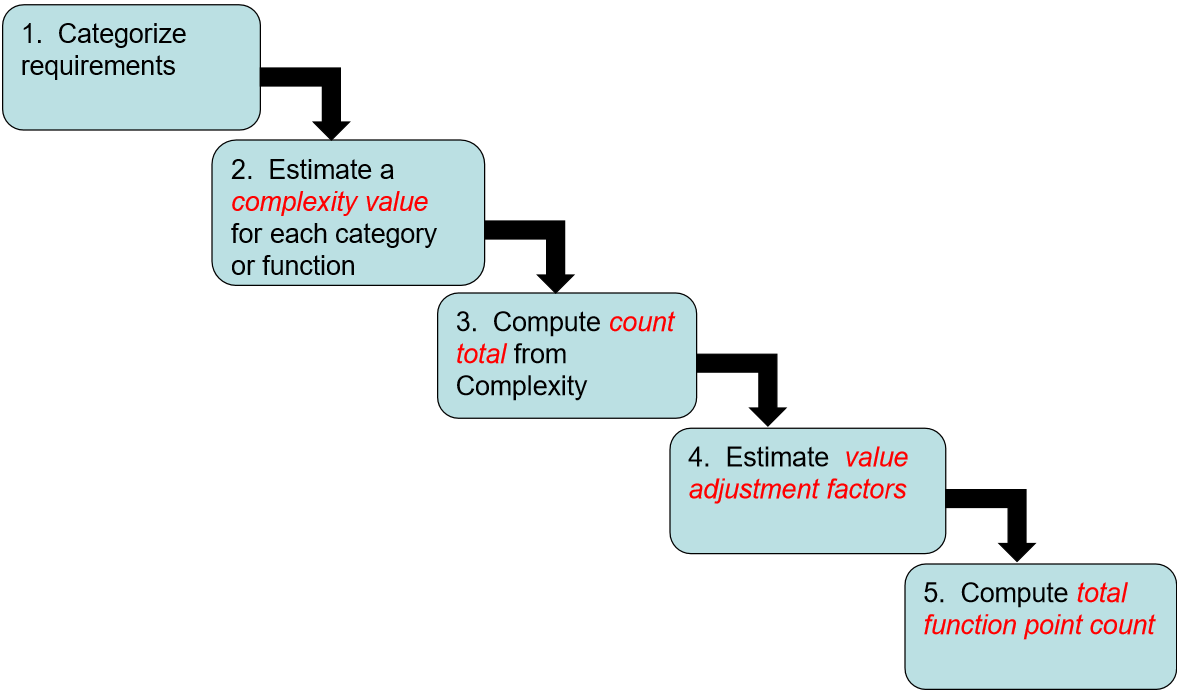 1. Categorize
requirements
2. Estimate a
complexity value
for each category
or function
3. Compute count
total from
Complexity
4. Estimate value
adjustment factors
5. Compute total
function point count